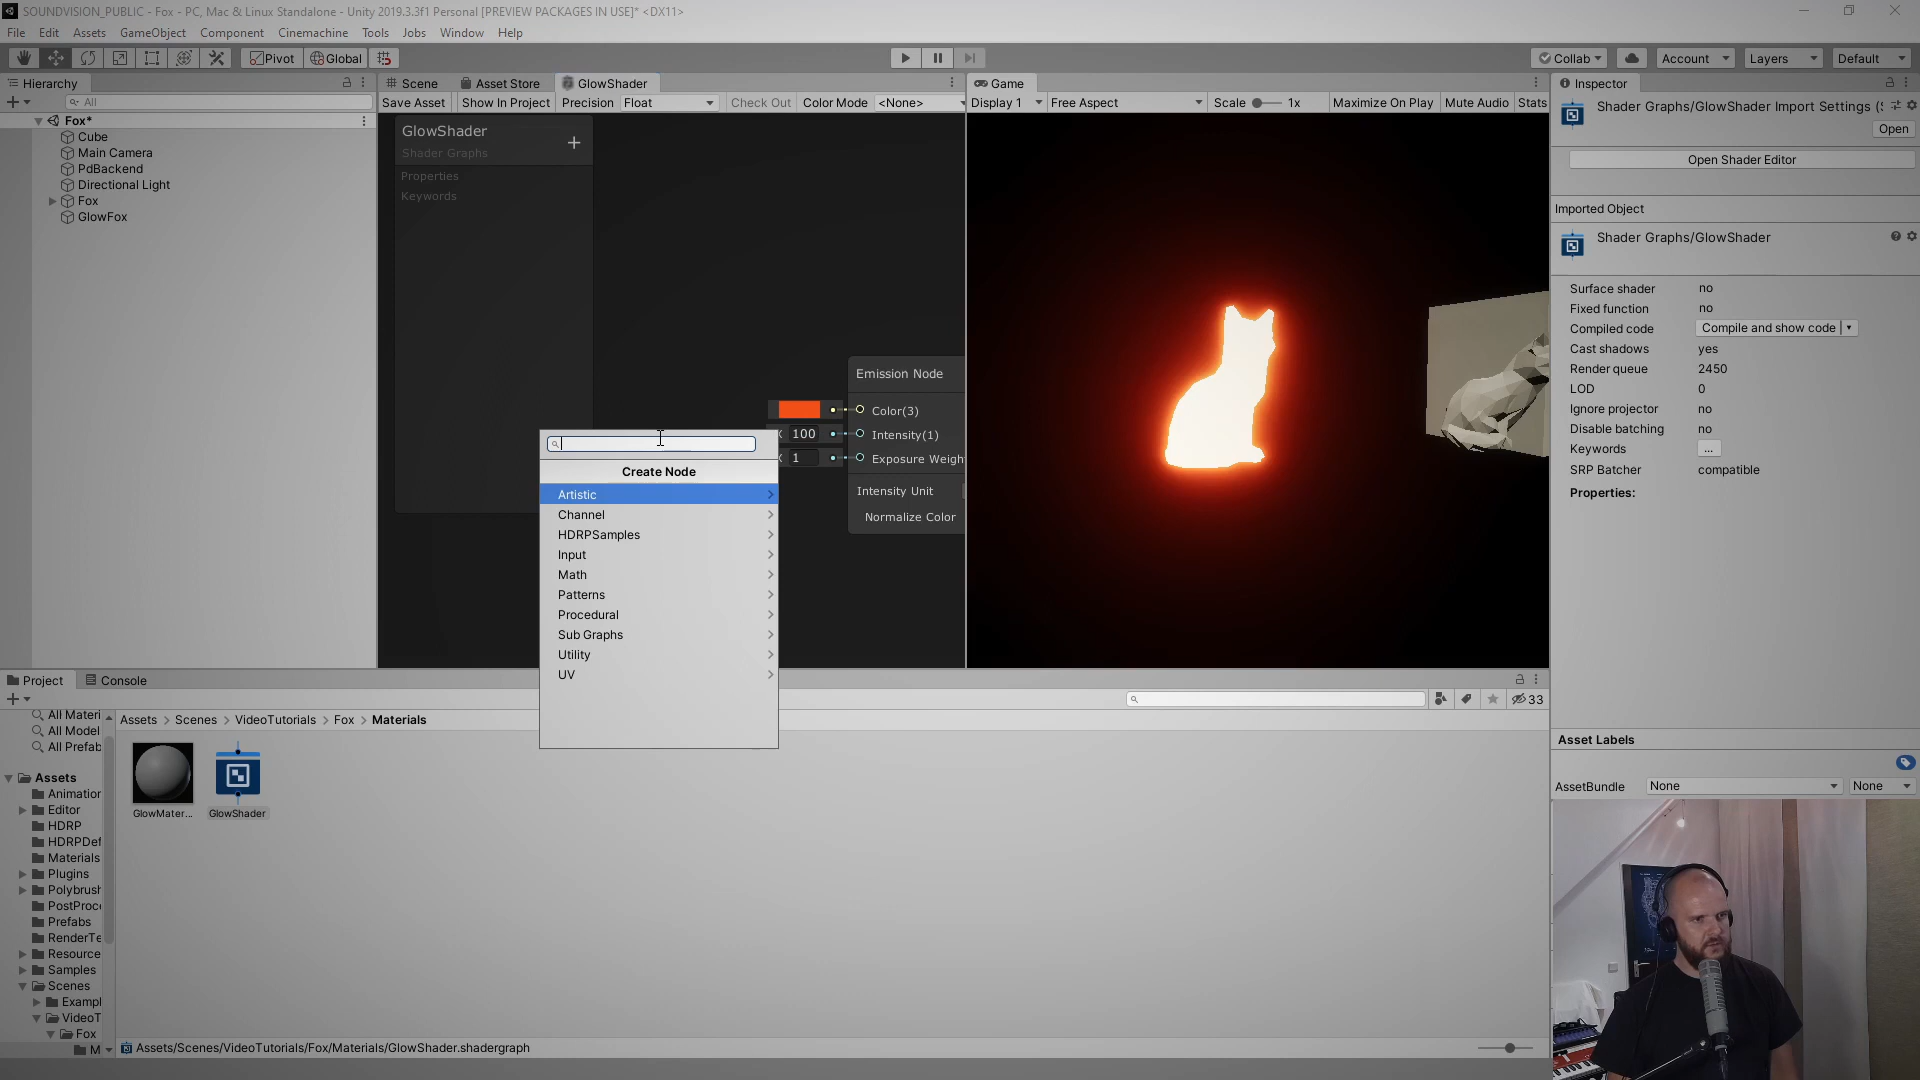 SOUNDVISION_PUBLIC - Fox - PC, Mac & Linux Standalone - Unity 2019.3.3f1 Personal [PREVIEW PACKAGES IN USE]* <DX11>
File Edit Assets GameObject Component Cinemachine Tools Jobs Window Help
Pivot Global Collab Account Layers Default
Hierarchy
All
Fox*
Cube
Main Camera
PdBackend
Directional Light
Fox
GlowFox
Scene Asset Store GlowShader
Save Asset Show In Project Precision Float Check Out Color Mode <None>
GlowShader
Shader Graphs
Properties
Keywords
Emission Node
Color(3)
X 100 Intensity(1)
X 1 Exposure Weigh
Intensity Unit
Normalize Color
Create Node
Artistic
Channel
HDRPSamples
Input
Math
Patterns
Procedural
Sub Graphs
Utility
UV
Game
Display 1 Free Aspect Scale 1x Maximize On Play Mute Audio Stats
Inspector
Shader Graphs/GlowShader Import Settings (
Open
Open Shader Editor
Imported Object
Shader Graphs/GlowShader
Surface shader no
Fixed function no
Compiled code Compile and show code
Cast shadows yes
Render queue 2450
LOD 0
Ignore projector no
Disable batching no
Keywords ...
SRP Batcher compatible
Properties:
Asset Labels
AssetBundle None None
Project Console
33
All Materi
All Model
All Prefab
Assets
Animation
Editor
HDRP
HDRPDef
Materials
Plugins
Polybrush
PostProce
Prefabs
RenderTe
Resource
Samples
Scenes
Exampl
VideoT
Fox
M
Assets > Scenes > VideoTutorials > Fox > Materials
GlowMater...
GlowShader
Assets/Scenes/VideoTutorials/Fox/Materials/GlowShader.shadergraph